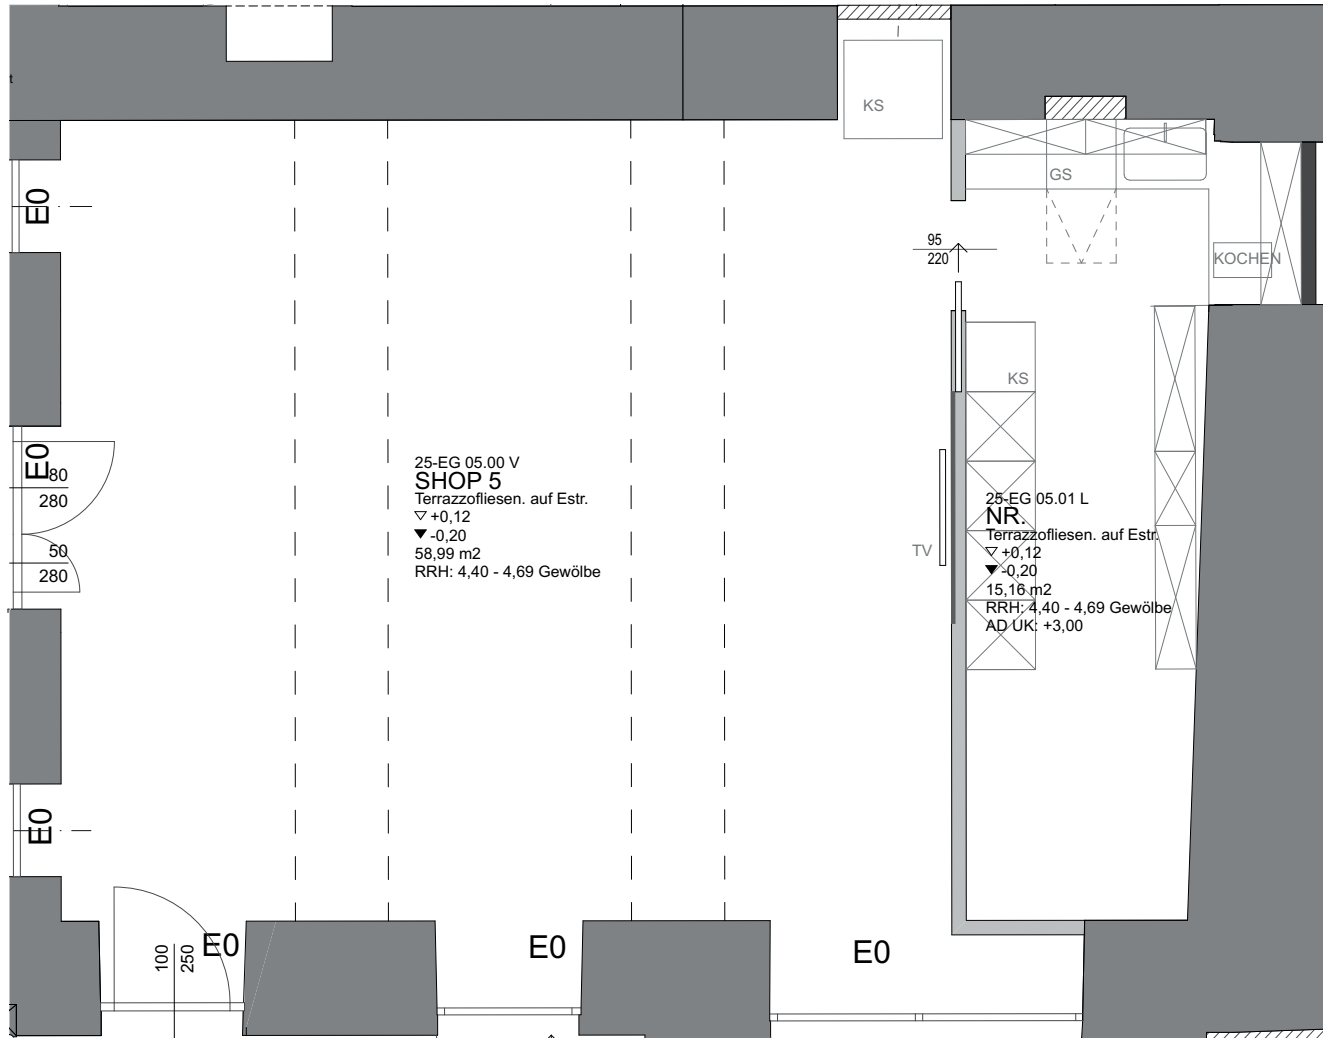 KS
GS
E0
95
220
KOCHEN
KS
E0
80
280
50
280
25-EG 05.00 V
SHOP 5
Terrazzofliesen. auf Estr.
▽ +0,12
▼ -0,20
58,99 m2
RRH: 4,40 - 4,69 Gewölbe
TV
25-EG 05.01 L
NR.
Terrazzofliesen. auf Estr.
▽ +0,12
▼ -0,20
15,16 m2
RRH: 4,40 - 4,69 Gewölbe
AD UK: +3,00
E0
100
250
E0
E0
E0